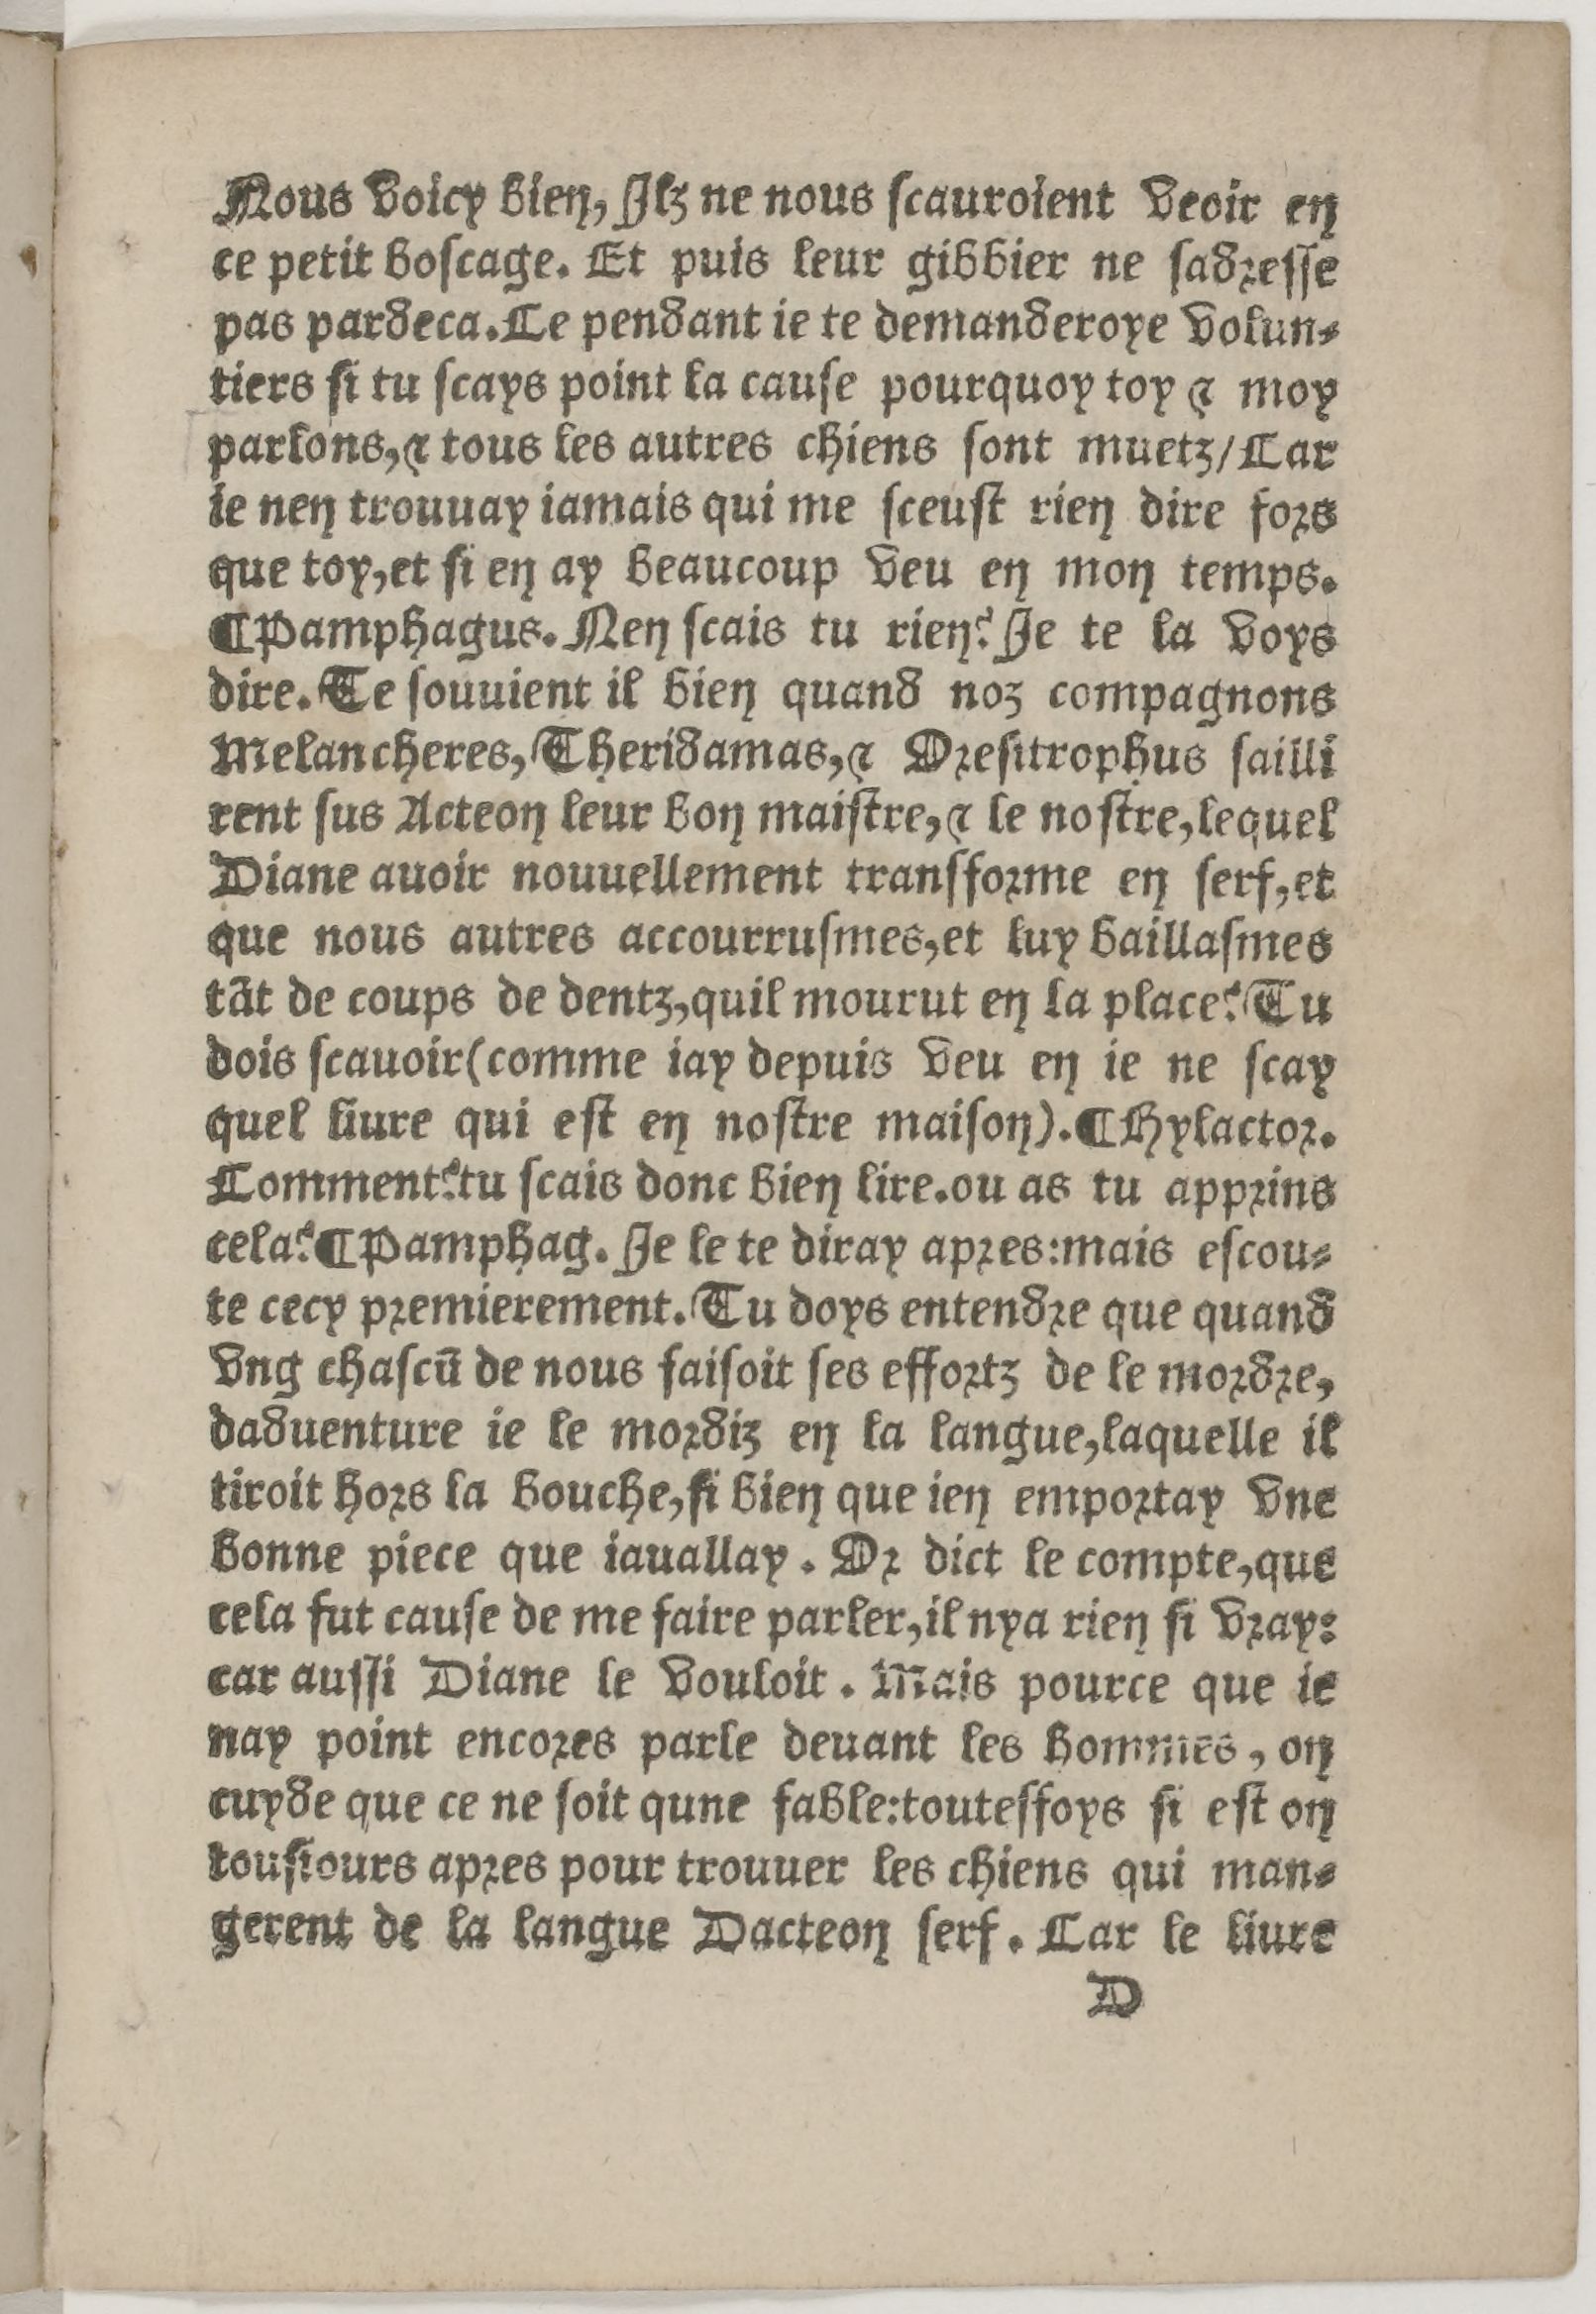 Nous voicy bien, Ilz ne nous scauroient veoir en
ce petit boscage. Et puis leur gibbier ne sadresse
pas pardeca. Ce pendant ie te demanderoye volun-
tiers si tu scays point la cause pourquoy toy & moy
parlons, & tous les autres chiens sont muetz/ Car
ie nen trouuay iamais qui me sceust rien dire fors
que toy, et si en ay beaucoup veu en mon temps.
¶ Pamphagus. Nen scais tu rien? Je te la voys
dire. Te souuient il bien quand noz compagnons
Melancheres, Theridamas, & Oresitrophus sailli
rent sus Acteon leur bon maistre, & le nostre, lequel
Diane auoir nouuellement transforme en serf, et
que nous autres accourrusmes, et luy baillasmes
tāt de coups de dentz, quil mourut en la place? Tu
dois scauoir (comme iay depuis veu en ie ne scay
quel liure qui est en nostre maison). ¶ Hylactor.
Comment? tu scais donc bien lire. ou as tu apprins
cela? ¶ Pamphag. Je le te diray apres: mais escou-
te cecy premierement. Tu doys entendre que quand
vng chascū de nous faisoit ses effortz de le mordre,
daduenture ie le mordiz en la langue, laquelle il
tiroit hors la bouche, si bien que ien emportay vne
bonne piece que iauallay. Or dict le compte, que
cela fut cause de me faire parler, il nya rien si vray:
car aussi Diane le vouloit. Mais pource que ie
nay point encores parle deuant les hommes, on
cuyde que ce ne soit qune fable: toutesfoys si est on
tousiours apres pour trouuer les chiens qui man-
gerent de la langue Dacteon serf. Car le liure
D